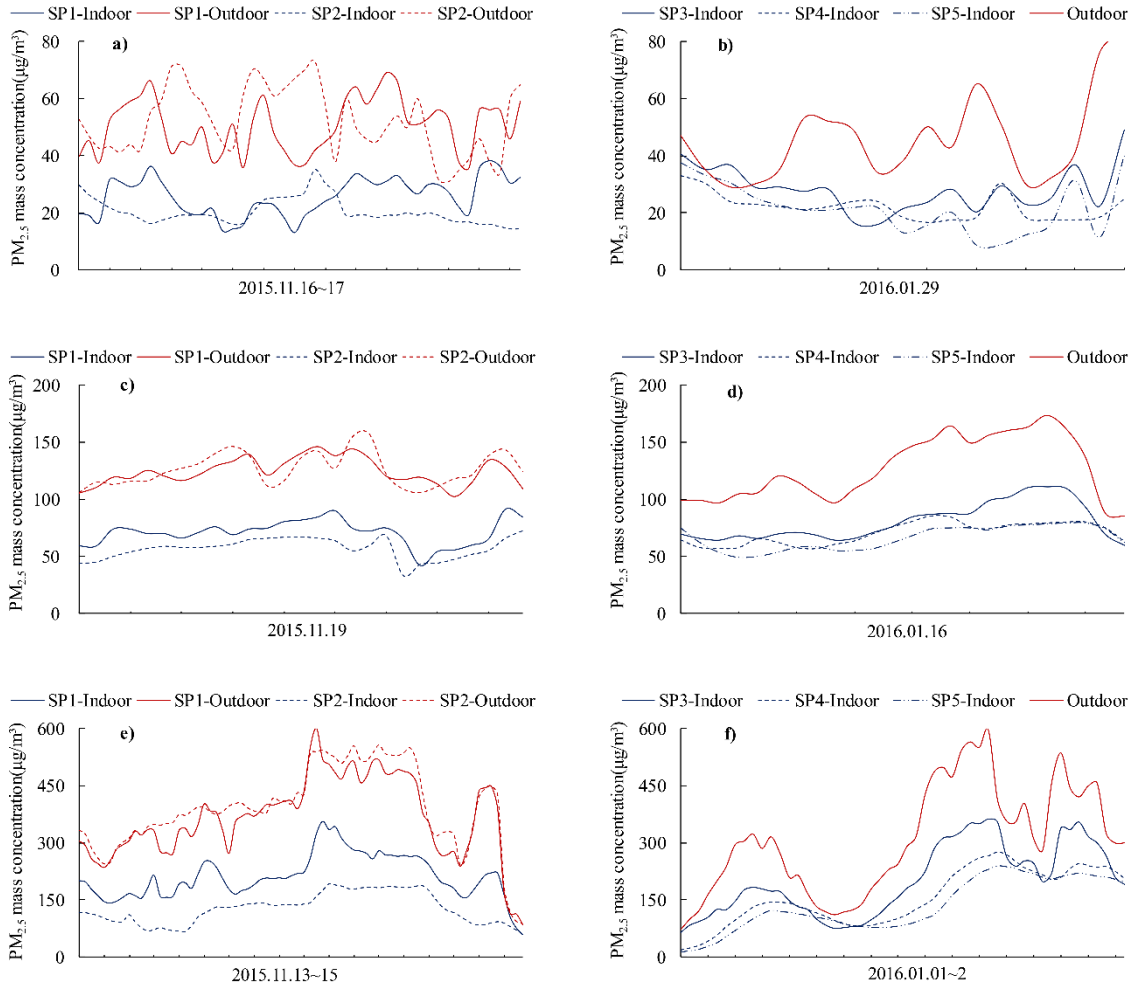 SP1-Indoor SP1-Outdoor SP2-Indoor SP2-Outdoor
a)
PM2.5 mass concentration(μg/m³)
80
60
40
20
0
2015.11.16~17
SP3-Indoor SP4-Indoor SP5-Indoor Outdoor
b)
PM2.5 mass concentration(μg/m³)
80
60
40
20
0
2016.01.29
SP1-Indoor SP1-Outdoor SP2-Indoor SP2-Outdoor
c)
PM2.5 mass concentration(μg/m³)
200
150
100
50
0
2015.11.19
SP3-Indoor SP4-Indoor SP5-Indoor Outdoor
d)
PM2.5 mass concentration(μg/m³)
200
150
100
50
0
2016.01.16
SP1-Indoor SP1-Outdoor SP2-Indoor SP2-Outdoor
e)
PM2.5 mass concentration(μg/m³)
600
450
300
150
0
2015.11.13~15
SP3-Indoor SP4-Indoor SP5-Indoor Outdoor
f)
PM2.5 mass concentration(μg/m³)
600
450
300
150
0
2016.01.01~2